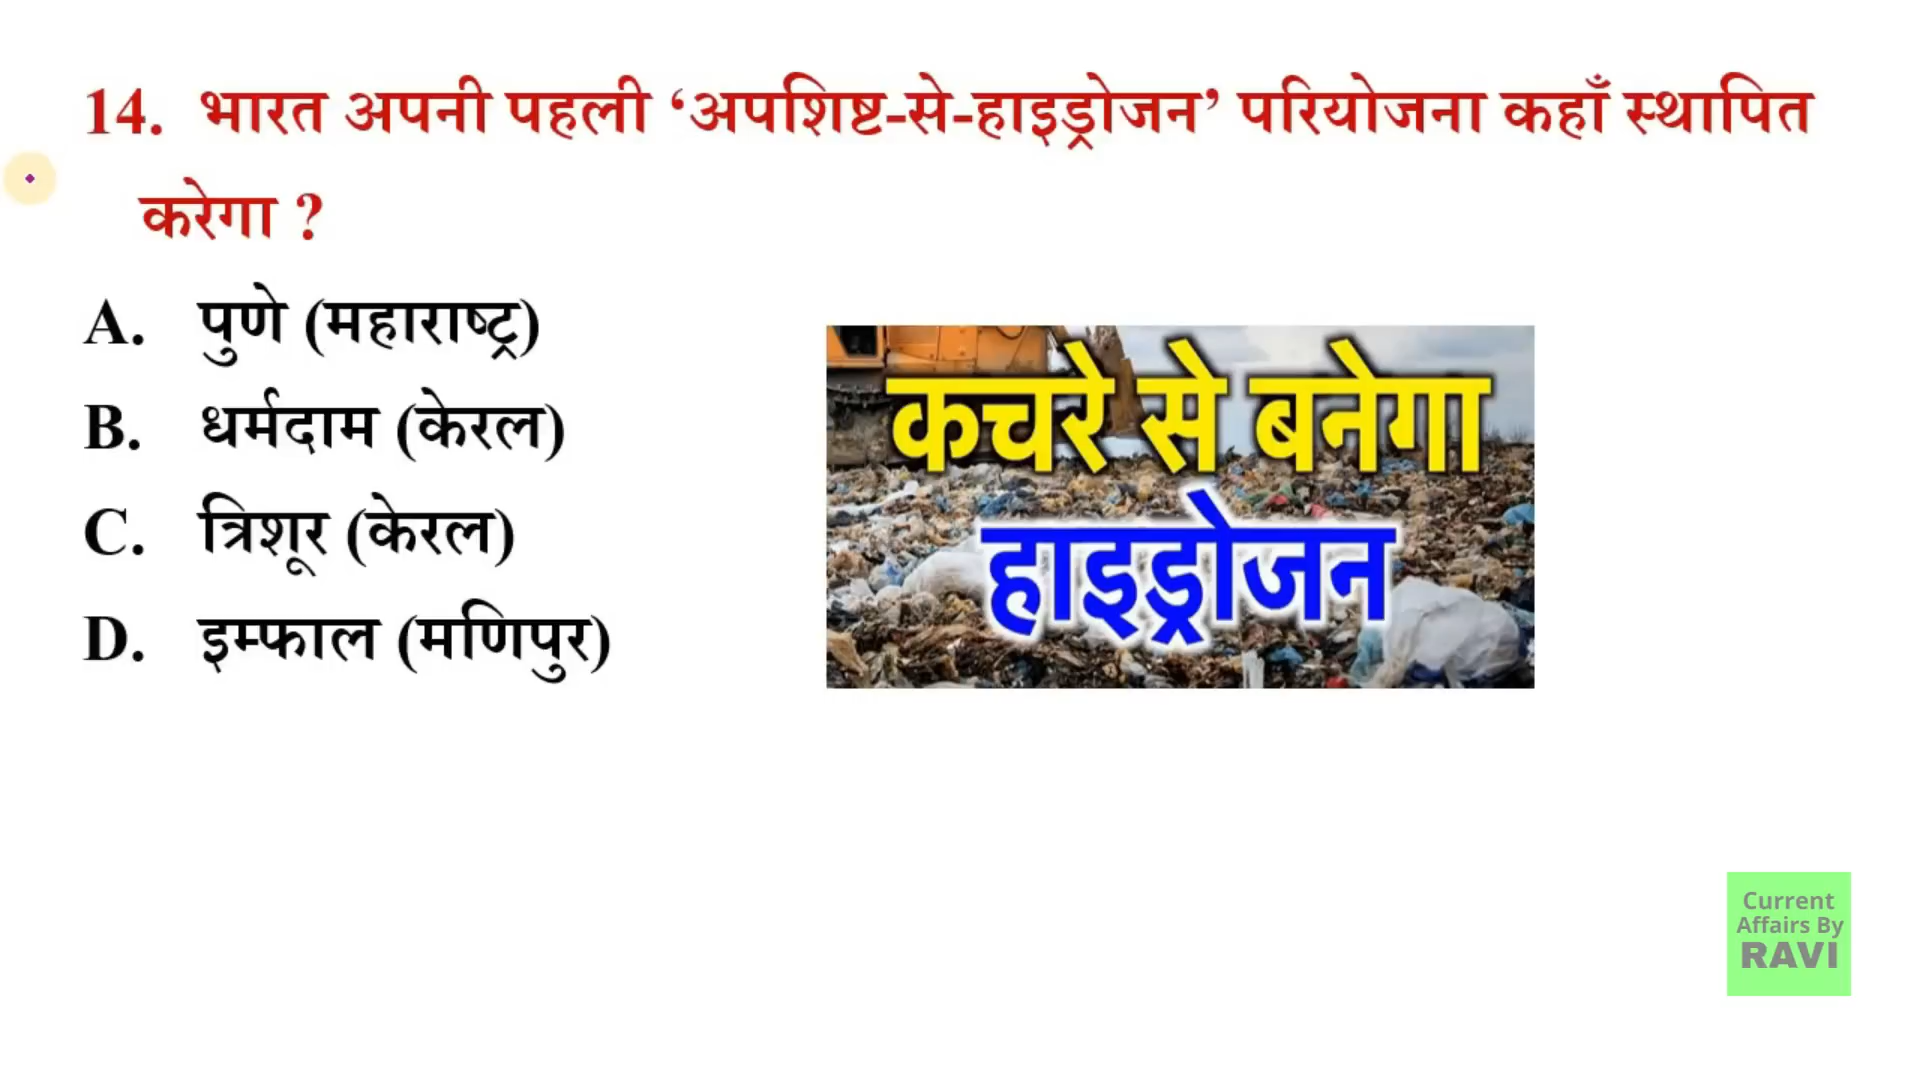 14. भारत अपनी पहली ‘अपशिष्ट-से-हाइड्रोजन’ परियोजना कहाँ स्थापित
करेगा ?
A. पुणे (महाराष्ट्र)
B. धर्मदाम (केरल)
C. त्रिशूर (केरल)
D. इम्फाल (मणिपुर)
कचरे से बनेगा
हाइड्रोजन
Current
Affairs By
RAVI